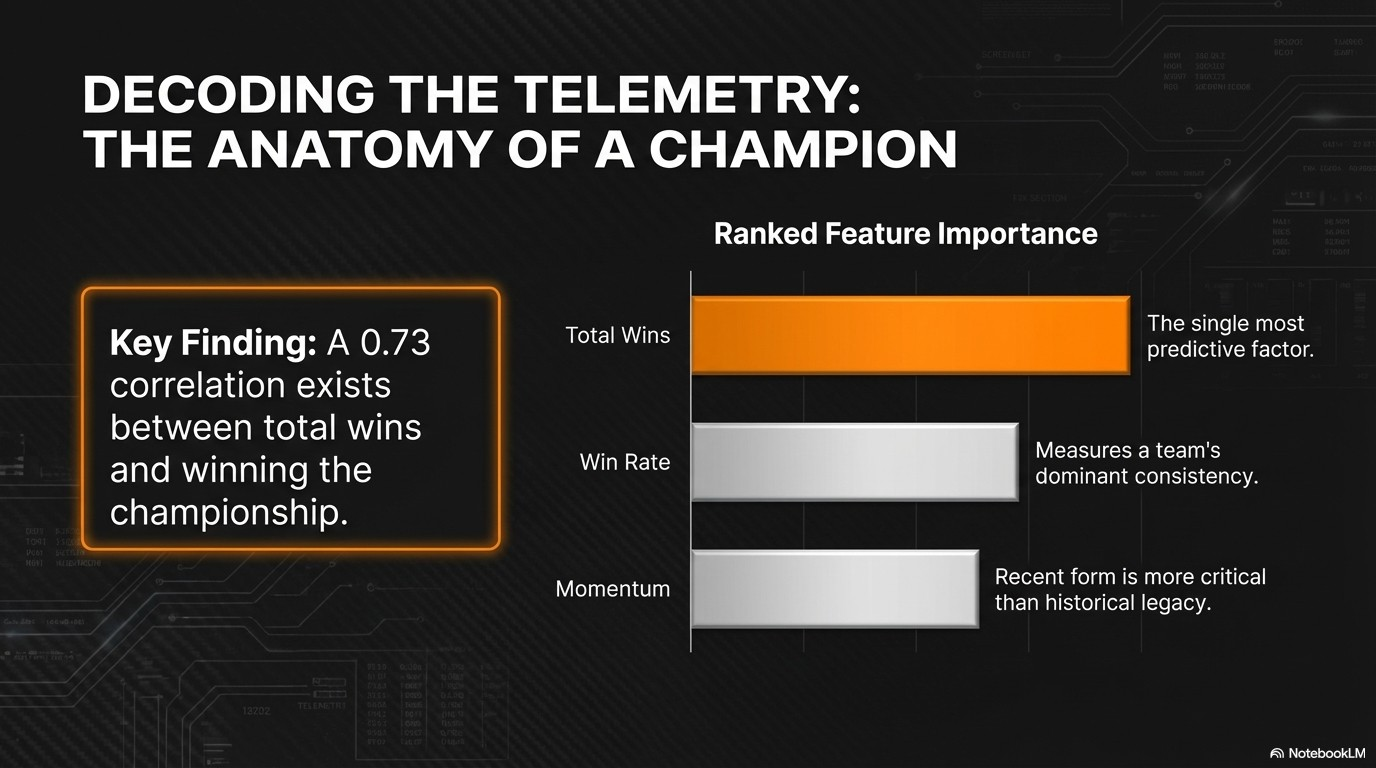 DECODING THE TELEMETRY:
THE ANATOMY OF A CHAMPION
Key Finding: A 0.73
correlation exists
between total wins
and winning the
championship.
Ranked Feature Importance
Total Wins
The single most
predictive factor.
Win Rate
Measures a team's
dominant consistency.
Momentum
Recent form is more critical
than historical legacy.
13202
NotebookLM